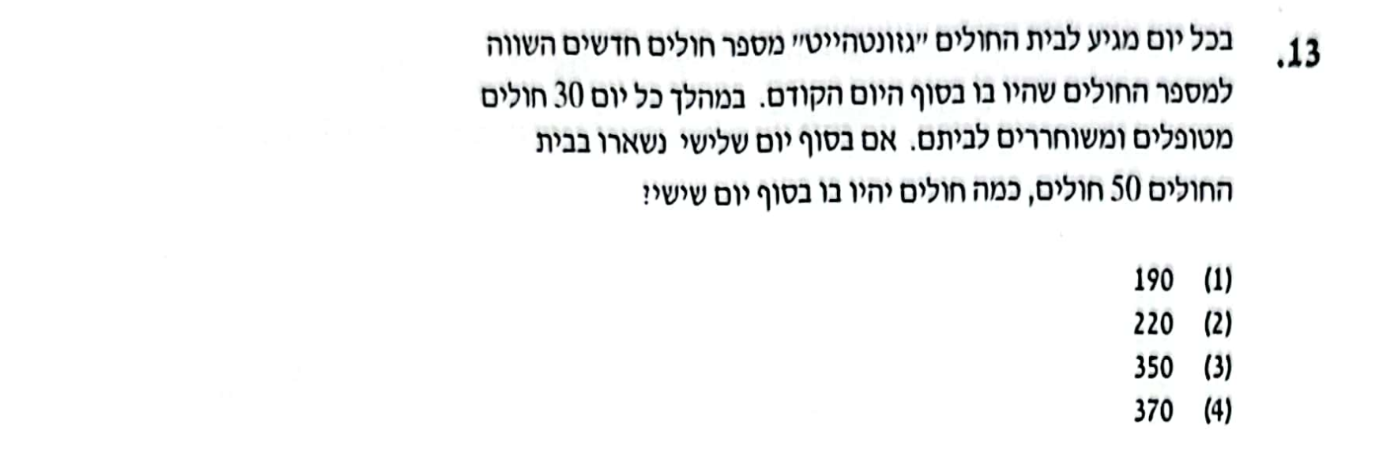 13. בכל יום מגיע לבית החולים "גזונטהייט" מספר חולים חדשים השווה
למספר החולים שהיו בו בסוף היום הקודם. במהלך כל יום 30 חולים
מטופלים ומשוחררים לביתם. אם בסוף יום שלישי נשארו בבית
החולים 50 חולים, כמה חולים יהיו בו בסוף יום שישי?
(1) 190
(2) 220
(3) 350
(4) 370